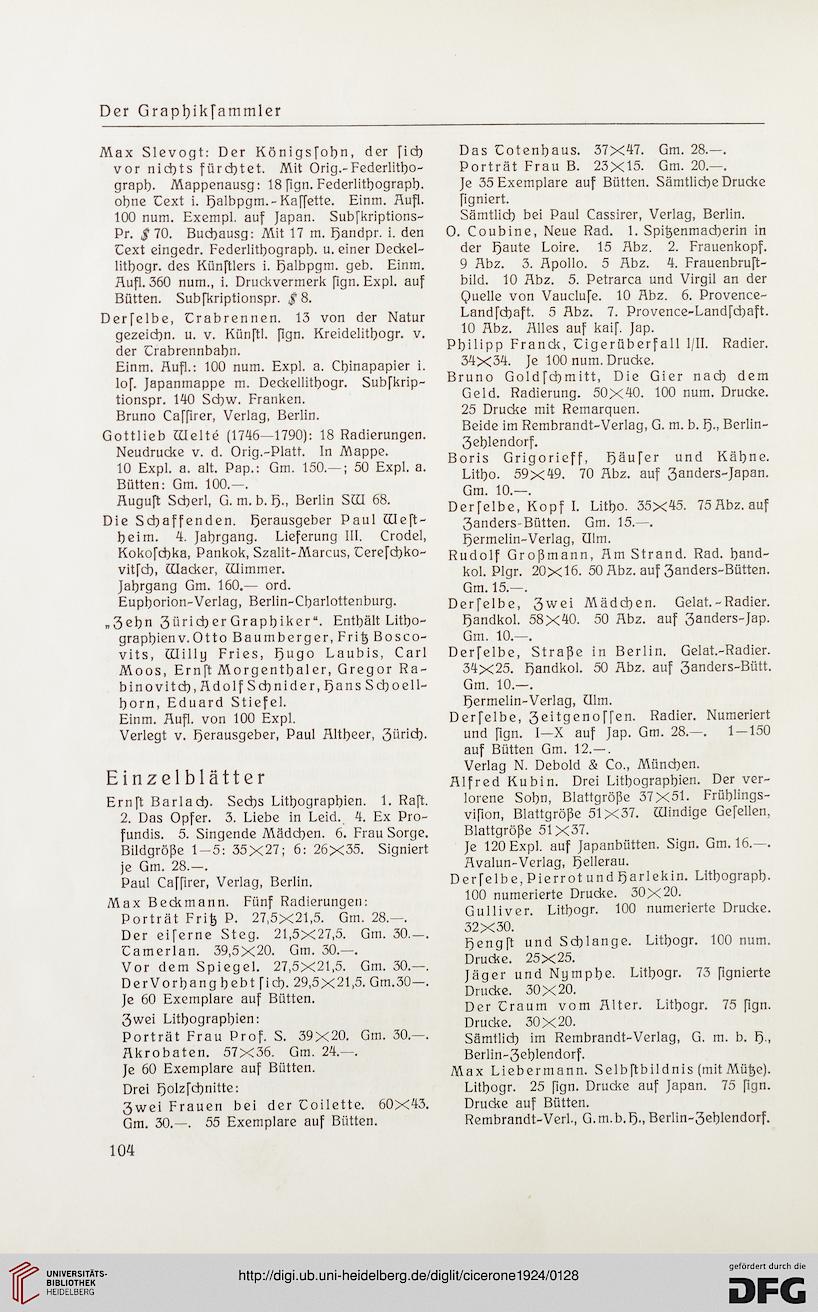 Der Graphikſammler
Max Slevogt: Der Königsſohn, der ſich
vor nichts fürchtet. Mit Orig.-Federlitho-
graph. Mappenausg: 18 ſign. Federlithograph.
ohne Text i. Halbpgm.-Kaſſette. Einm. Aufl.
100 num. Exempl. auf Japan. Subſkriptions-
Pr. $ 70. Buchausg: Mit 17 m. Handpr. i. den
Text eingedr. Federlithograph. u. einer Deckel-
lithogr. des Künſtlers i. Halbpgm. geb. Einm.
Aufl. 360 num., i. Druckvermerk ſign. Expl. auf
Bütten. Subſkriptionspr. $ 8.
Derſelbe, Trabrennen. 13 von der Natur
gezeichn. u. v. Künſtl. ſign. Kreidelithogr. v.
der Trabrennbahn.
Einm. Aufl.: 100 num. Expl. a. Chinapapier i.
loſ. Japanmappe m. Deckellithogr. Subſkrip-
tionspr. 140 Schw. Franken.
Bruno Caſſirer, Verlag, Berlin.
Gottlieb Welté (1746—1790): 18 Radierungen.
Neudrucke v. d. Orig.-Platt. In Mappe.
10 Expl. a. alt. Pap.: Gm. 150.—; 50 Expl. a.
Bütten: Gm. 100.—.
Auguſt Scherl, G. m. b. H., Berlin SW 68.
Die Schaffenden. Herausgeber Paul Weſt-
heim. 4. Jahrgang. Lieferung III. Crodel,
Kokoſchka, Pankok, Szalit-Marcus, Tereſchko-
vitſch, Wacker, Wimmer.
Jahrgang Gm. 160.— ord.
Euphorion-Verlag, Berlin-Charlottenburg.
„Zehn Züricher Graphiker“. Enthält Litho-
graphien v. Otto Baumberger, Fritz Bosco-
vits, Willy Fries, Hugo Laubis, Carl
Moos, Ernſt Morgenthaler, Gregor Ra-
binovitch, Adolf Schnider, Hans Schoell-
horn, Eduard Stiefel.
Einm. Aufl. von 100 Expl.
Verlegt v. Herausgeber, Paul Altheer, Zürich.
Einzelblätter
Ernſt Barlach. Sechs Lithographien. 1. Raſt.
2. Das Opfer. 3. Liebe in Leid. 4. Ex Pro-
fundis. 5. Singende Mädchen. 6. Frau Sorge.
Bildgröße 1—5: 35×27; 6: 26×35. Signiert
je Gm. 28.—.
Paul Caſſirer, Verlag, Berlin.
Max Beckmann. Fünf Radierungen:
Porträt Fritz P. 27,5×21,5. Gm. 28.—.
Der eiſerne Steg. 21,5×27,5. Gm. 30.—.
Tamerlan. 39,5×20. Gm. 30.—.
Vor dem Spiegel. 27,5×21,5. Gm. 30.—.
Der Vorhang hebt ſich. 29,5×21,5. Gm. 30—.
Je 60 Exemplare auf Bütten.
Zwei Lithographien:
Porträt Frau Prof. S. 39×20. Gm. 30.—.
Akrobaten. 57×36. Gm. 24.—.
Je 60 Exemplare auf Bütten.
Drei Holzſchnitte:
Zwei Frauen bei der Toilette. 60×43.
Gm. 30.—. 55 Exemplare auf Bütten.
Das Totenhaus. 37×47. Gm. 28.—.
Porträt Frau B. 23×15. Gm. 20.—.
Je 35 Exemplare auf Bütten. Sämtliche Drucke
ſigniert.
Sämtlich bei Paul Cassirer, Verlag, Berlin.
O. Coubine, Neue Rad. 1. Spitzenmacherin in
der Haute Loire. 15 Abz. 2. Frauenkopf.
9 Abz. 3. Apollo. 5 Abz. 4. Frauenbruſt-
bild. 10 Abz. 5. Petrarca und Virgil an der
Quelle von Vaucluſe. 10 Abz. 6. Provence-
Landſchaft. 5 Abz. 7. Provence-Landſchaft.
10 Abz. Alles auf kaiſ. Jap.
Philipp Franck, Tigerüberfall I/II. Radier.
34×34. Je 100 num. Drucke.
Bruno Goldſchmitt, Die Gier nach dem
Geld. Radierung. 50×40. 100 num. Drucke.
25 Drucke mit Remarquen.
Beide im Rembrandt-Verlag, G. m. b. H., Berlin-
Zehlendorf.
Boris Grigorieff, Häuſer und Kähne.
Litho. 59×49. 70 Abz. auf Zanders-Japan.
Gm. 10.—.
Derſelbe, Kopf I. Litho. 35×45. 75 Abz. auf
Zanders-Bütten. Gm. 15.—.
Hermelin-Verlag, Ulm.
Rudolf Großmann, Am Strand. Rad. hand-
kol. Plgr. 20×16. 50 Abz. auf Zanders-Bütten.
Gm. 15.—.
Derſelbe, Zwei Mädchen. Gelat.-Radier.
Handkol. 58×40. 50 Abz. auf Zanders-Jap.
Gm. 10.—.
Derſelbe, Straße in Berlin. Gelat.-Radier.
34×25. Handkol. 50 Abz. auf Zanders-Bütt.
Gm. 10.—.
Hermelin-Verlag, Ulm.
Derſelbe, Zeitgenoſſen. Radier. Numeriert
und ſign. I—X auf Jap. Gm. 28.—. 1—150
auf Bütten Gm. 12.—.
Verlag N. Debold & Co., München.
Alfred Kubin. Drei Lithographien. Der ver-
lorene Sohn, Blattgröße 37×51. Frühlings-
viſion, Blattgröße 51×37. Windige Geſellen,
Blattgröße 51×37.
Je 120 Expl. auf Japanbütten. Sign. Gm. 16.—.
Avalun-Verlag, Hellerau.
Derſelbe, Pierrot und Harlekin. Lithograph.
100 numerierte Drucke. 30×20.
Gulliver. Lithogr. 100 numerierte Drucke.
32×30.
Hengſt und Schlange. Lithogr. 100 num.
Drucke. 25×25.
Jäger und Nymphe. Lithogr. 73 ſignierte
Drucke. 30×20.
Der Traum vom Alter. Lithogr. 75 ſign.
Drucke. 30×20.
Sämtlich im Rembrandt-Verlag, G. m. b. H.,
Berlin-Zehlendorf.
Max Liebermann. Selbſtbildnis (mit Mütze).
Lithogr. 25 ſign. Drucke auf Japan. 75 ſign.
Drucke auf Bütten.
Rembrandt-Verl., G. m. b. H., Berlin-Zehlendorf.
104
UNIVERSITÄTS-
BIBLIOTHEK
HEIDELBERG
http://digi.ub.uni-heidelberg.de/diglit/cicerone1924/0128
gefördert durch die
DFG